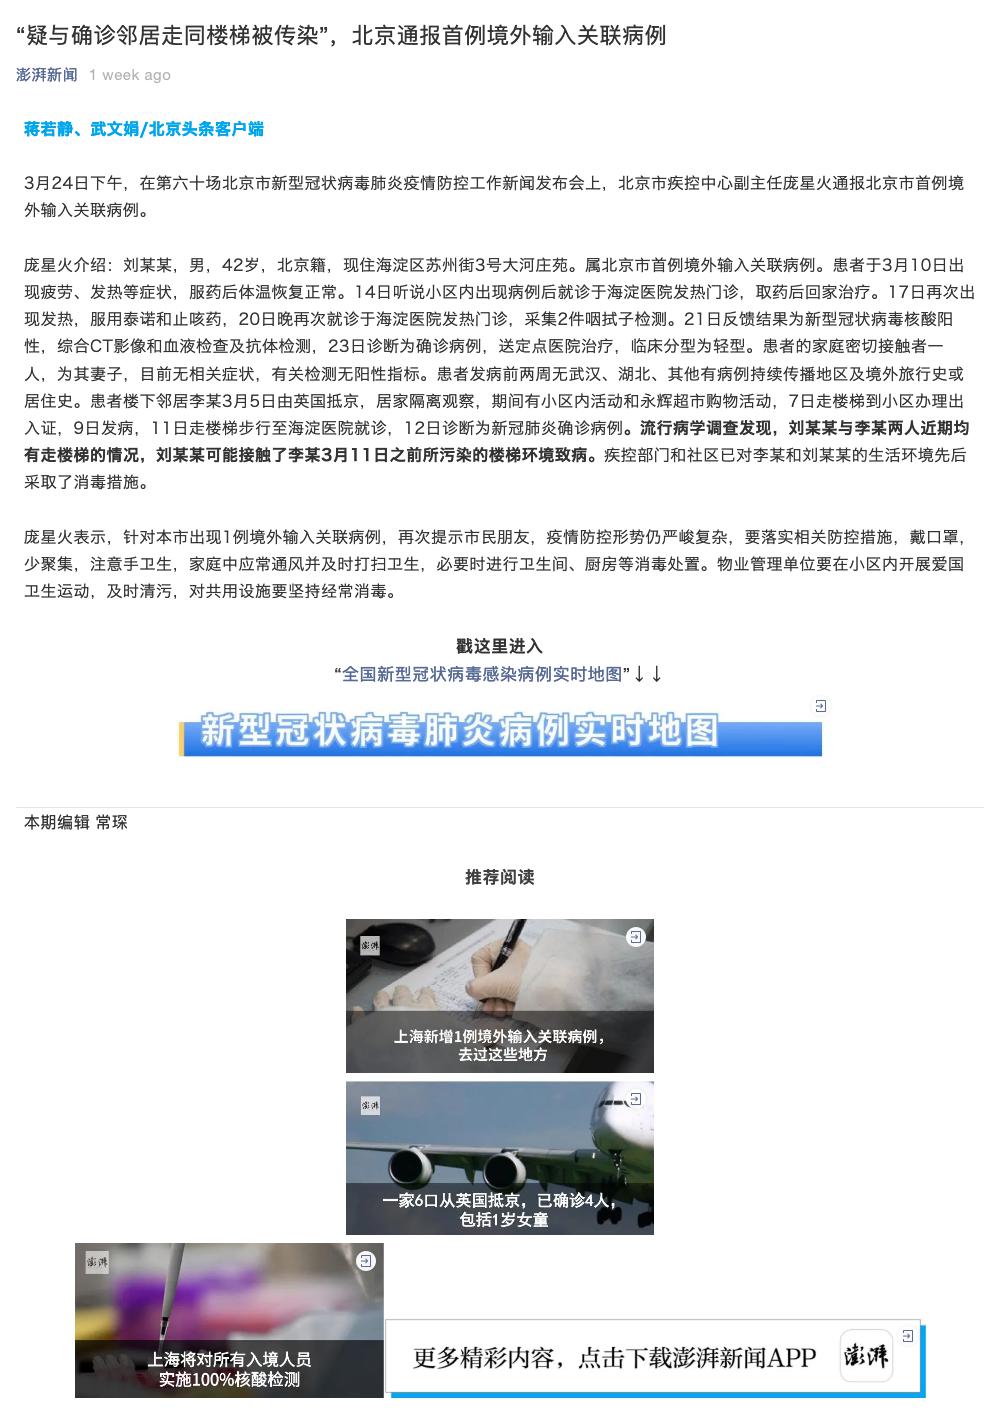 “疑与确诊邻居走同楼梯被传染”，北京通报首例境外输入关联病例
澎湃新闻 1 week ago
蒋若静、武文娟/北京头条客户端
3月24日下午，在第六十场北京市新型冠状病毒肺炎疫情防控工作新闻发布会上，北京市疾控中心副主任庞星火通报北京市首例境
外输入关联病例。
庞星火介绍：刘某某，男，42岁，北京籍，现住海淀区苏州街3号大河庄苑。属北京市首例境外输入关联病例。患者于3月10日出
现疲劳、发热等症状，服药后体温恢复正常。14日听说小区内出现病例后就诊于海淀医院发热门诊，取药后回家治疗。17日再次出
现发热，服用泰诺和止咳药，20日晚再次就诊于海淀医院发热门诊，采集2件咽拭子检测。21日反馈结果为新型冠状病毒核酸阳
性，综合CT影像和血液检查及抗体检测，23日诊断为确诊病例，送定点医院治疗，临床分型为轻型。患者的家庭密切接触者一
人，为其妻子，目前无相关症状，有关检测无阳性指标。患者发病前两周无武汉、湖北、其他有病例持续传播地区及境外旅行史或
居住史。患者楼下邻居李某3月5日由英国抵京，居家隔离观察，期间有小区内活动和永辉超市购物活动，7日走楼梯到小区办理出
入证，9日发病，11日走楼梯步行至海淀医院就诊，12日诊断为新冠肺炎确诊病例。流行病学调查发现，刘某某与李某两人近期均
有走楼梯的情况，刘某某可能接触了李某3月11日之前所污染的楼梯环境致病。疾控部门和社区已对李某和刘某某的生活环境先后
采取了消毒措施。
庞星火表示，针对本市出现1例境外输入关联病例，再次提示市民朋友，疫情防控形势仍严峻复杂，要落实相关防控措施，戴口罩，
少聚集，注意手卫生，家庭中应常通风并及时打扫卫生，必要时进行卫生间、厨房等消毒处置。物业管理单位要在小区内开展爱国
卫生运动，及时清污，对共用设施要坚持经常消毒。
戳这里进入
“全国新型冠状病毒感染病例实时地图”↓↓
新型冠状病毒肺炎病例实时地图
本期编辑 常琛
推荐阅读
澎湃
上海新增1例境外输入关联病例，
去过这些地方
澎湃
一家6口从英国抵京，已确诊4人，
包括1岁女童
澎湃
上海将对所有入境人员
实施100%核酸检测
更多精彩内容，点击下载澎湃新闻APP 澎湃